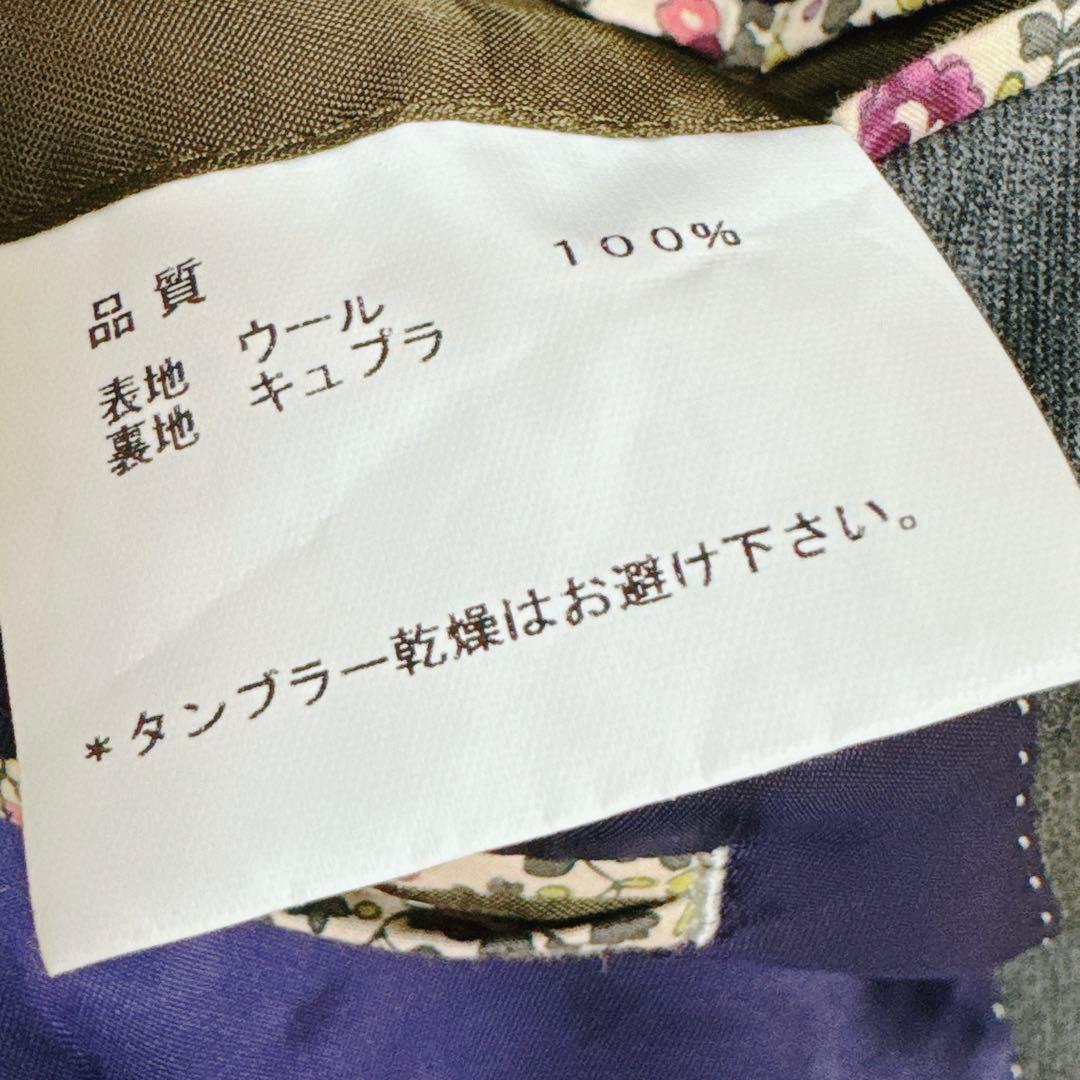 品質
表地 ウール 100%
裏地 キュプラ
*タンブラー乾燥はお避け下さい。